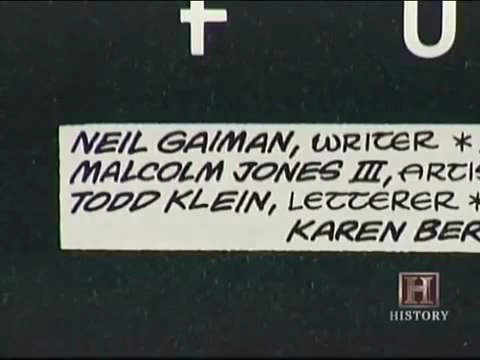 t U
NEIL GAIMAN, WRITER *
MALCOLM JONES III, ARTIS
TODD KLEIN, LETTERER *
KAREN BER
H
HISTORY